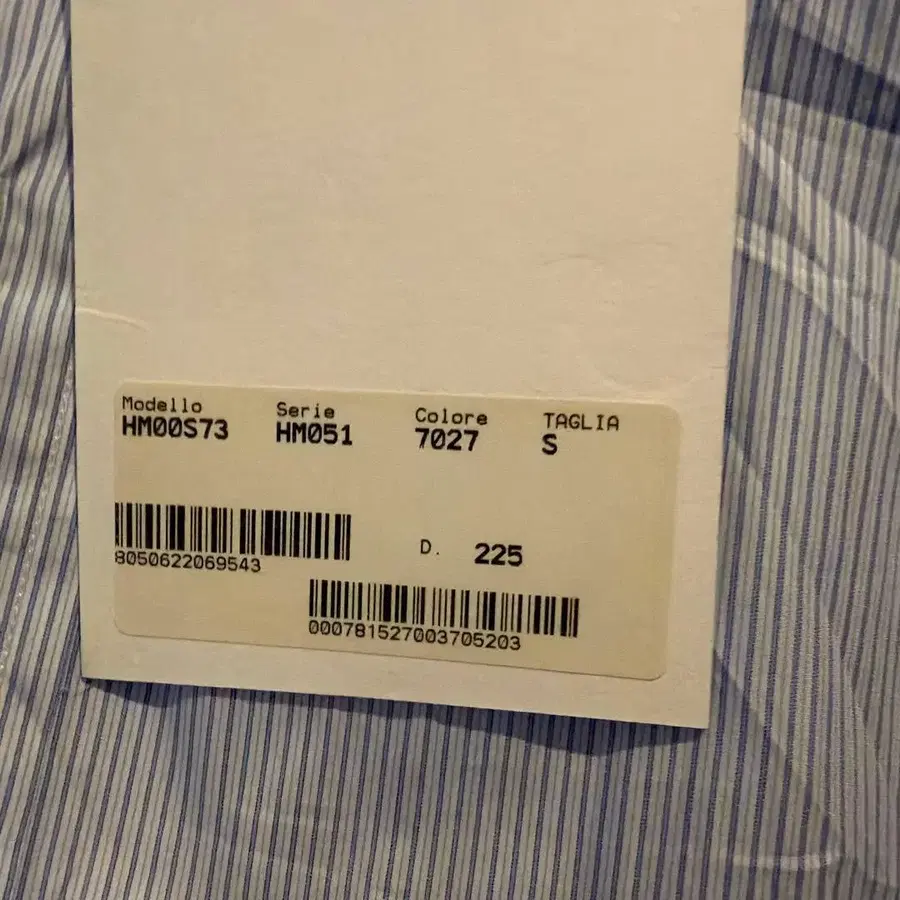 Modello Serie Colore TAGLIA
HM00S73 HM051 7027 S
D. 225
8050622069543
000781527003705203